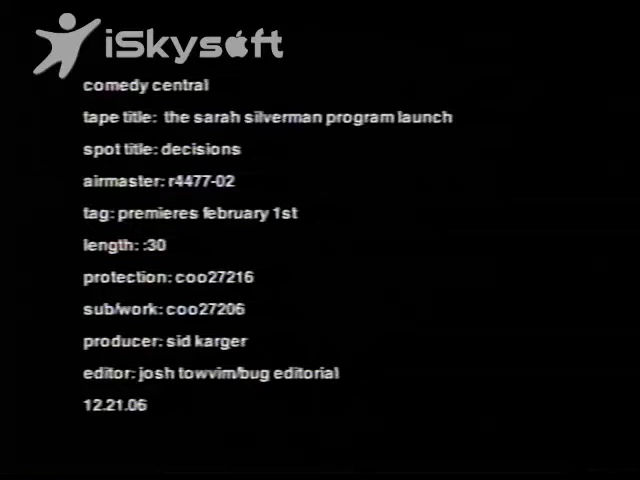 iSkysoft
comedy central
tape title: the sarah silverman program launch
spot title: decisions
airmaster: r4477-02
tag: premieres february 1st
length: :30
protection: coo27216
sub/work: coo27206
producer: sid karger
editor: josh towvim/bug editorial
12.21.06